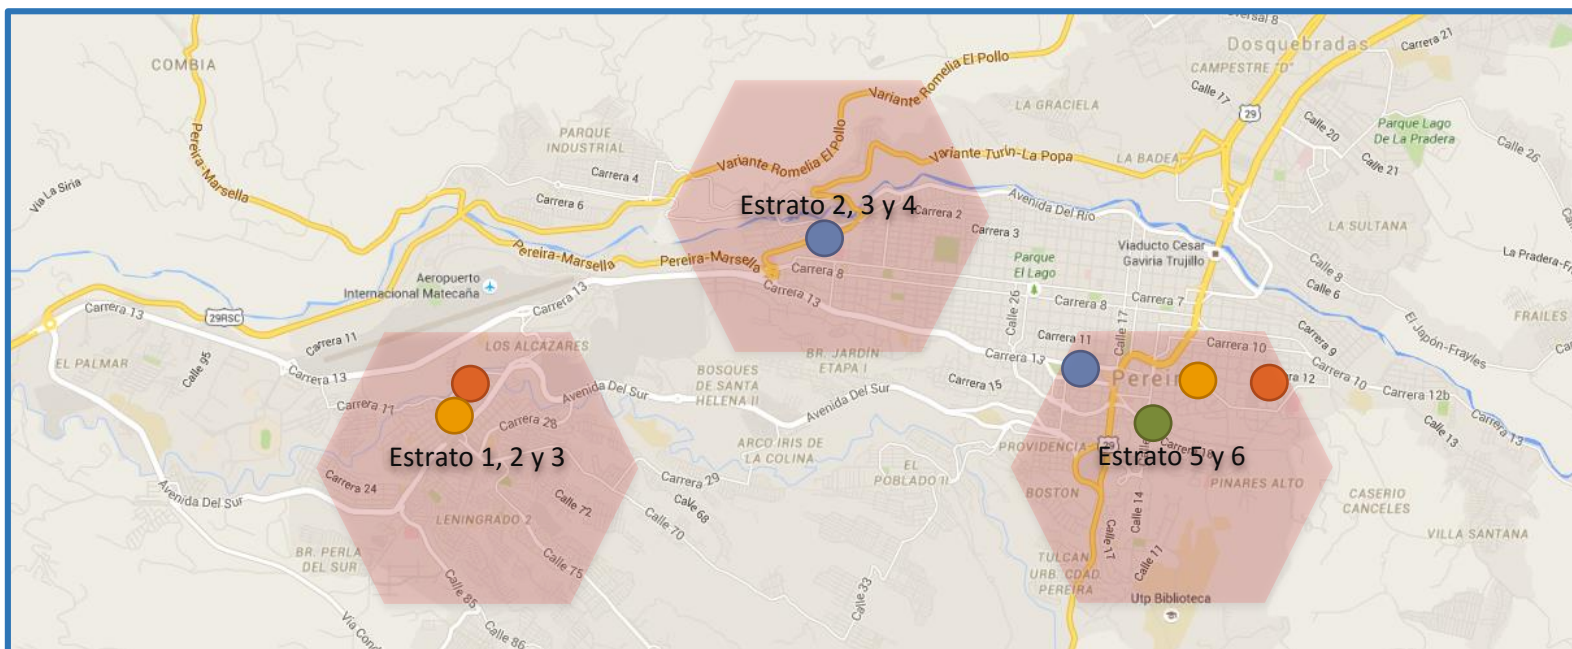 COMBIA
Pereira-Marsella
Vía La Siria
PARQUE
INDUSTRIAL
Carrera 4
Carrera 6
Variante Romelia El Pollo
Variante Romelia El Pollo
Variante Turín-La Popa
LA GRACIELA
LA BADEA
Dosquebradas
CAMPESTRE "D"
Carrera 21
Calle 17
29
Calle 20
Calle 21
Parque Lago
De La Pradera
Calle 26
LA SULTANA
Estrato 2, 3 y 4
Carrera 2
Carrera 3
Avenida Del Río
Viaducto Cesar
Gaviria Trujillo
Calle 8
Calle 6
FRAILES
El Japón-Frayles
Pereira-Marsella
Pereira-Marsella
Aeropuerto
Internacional Matecaña
Carrera 13
Carrera 8
Carrera 13
Parque
El Lago
Calle 26
Carrera 8
Carrera 7
Calle 17
Carrera 11
Carrera 10
Carrera 9
Carrera 13
29RSC
Carrera 11
EL PALMAR
Calle 95
Carrera 13
LOS ALCAZARES
Carrera 11
Carrera 28
Avenida Del Sur
BOSQUES
DE SANTA
HELENA II
BR. JARDÍN
ETAPA I
Avenida Del Sur
Carrera 13
Carrera 15
Carrera 10
Carrera 12b
Calle 13
Carrera 13
ARCO IRIS DE
LA COLINA
PROVIDENCIA
29
Estrato 1, 2 y 3
Estrato 5 y 6
Carrera 24
Avenida Del Sur
LENINGRADO 2
Calle 72
Carrera 29
Calle 68
Calle 70
EL
POBLADO II
BOSTON
Calle 14
PINARES ALTO
CASERIO
CANCELES
VILLA SANTANA
BR. PERLA
DEL SUR
Calle 75
Calle 85
Calle 86
Calle 33
TULCAN
URB. CDAD
PEREIRA
Calle 17
Calle 11
Utp Biblioteca